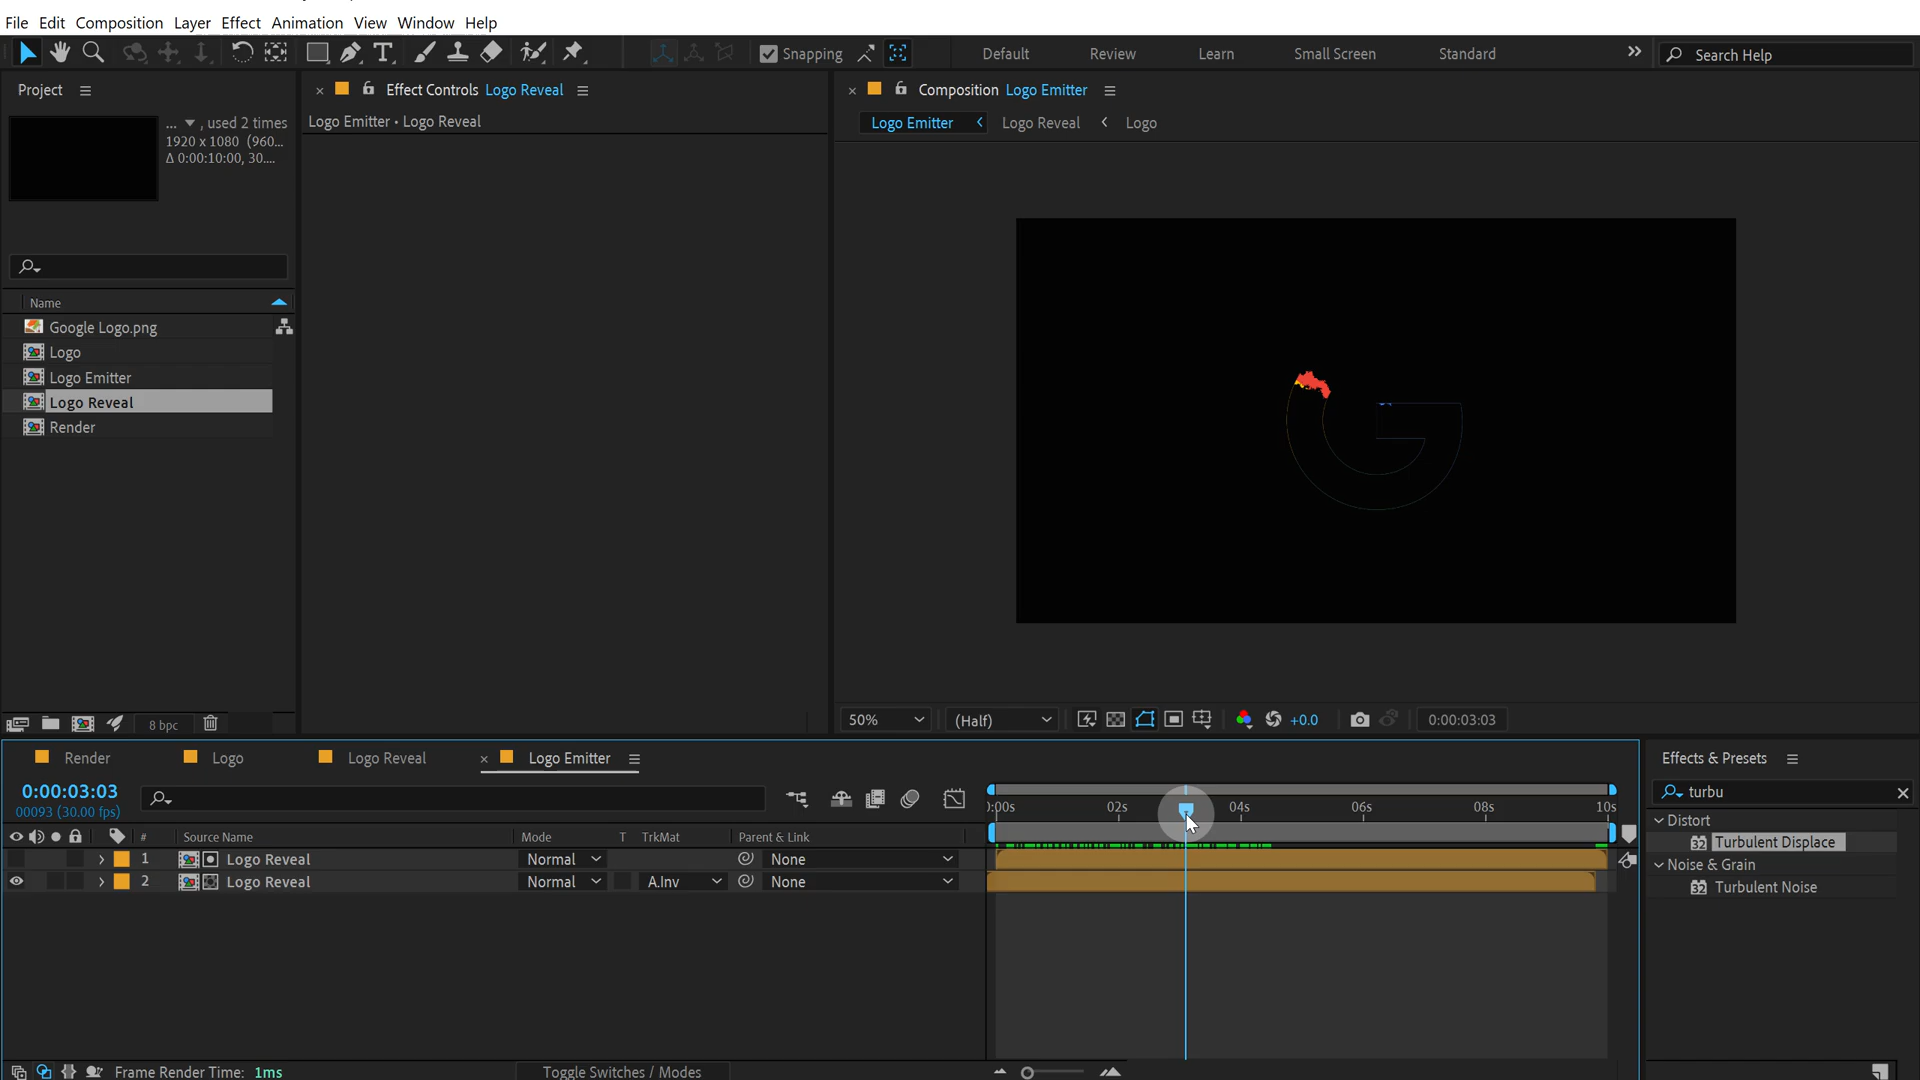 File Edit Composition Layer Effect Animation View Window Help
Snapping Default Review Learn Small Screen Standard Search Help
Project
... , used 2 times
1920 x 1080 (960...
Δ 0:00:10:00, 30....
Name
Google Logo.png
Logo
Logo Emitter
Logo Reveal
Render
8 bpc
Effect Controls Logo Reveal
Logo Emitter • Logo Reveal
Composition Logo Emitter
Logo Emitter Logo Reveal Logo
50% (Half) +0.0 0:00:03:03
Render Logo Logo Reveal Logo Emitter
0:00:03:03
00093 (30.00 fps)
):00s 02s 04s 06s 08s 10s
# Source Name Mode T TrkMat Parent & Link
1 Logo Reveal Normal None
2 Logo Reveal Normal A.Inv None
Frame Render Time: 1ms Toggle Switches / Modes
Effects & Presets
turbu
Distort
32 Turbulent Displace
Noise & Grain
32 Turbulent Noise